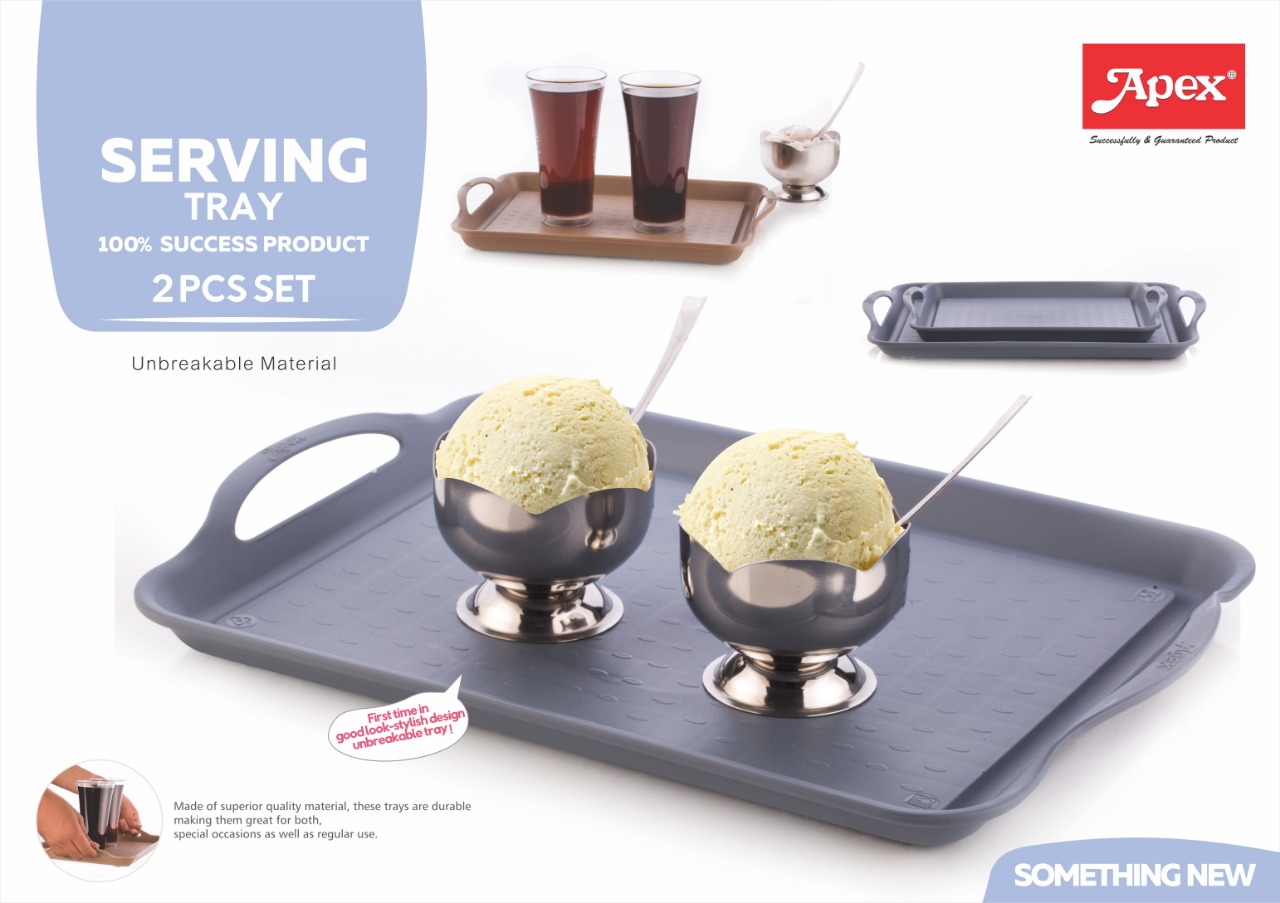 SERVING
TRAY
100% SUCCESS PRODUCT
2 PCS SET
Unbreakable Material
Apex®
Successfully & Guaranteed Product
Apex
Apex
First time in
good look-stylish design
unbreakable tray !
Made of superior quality material, these trays are durable
making them great for both,
special occasions as well as regular use.
SOMETHING NEW